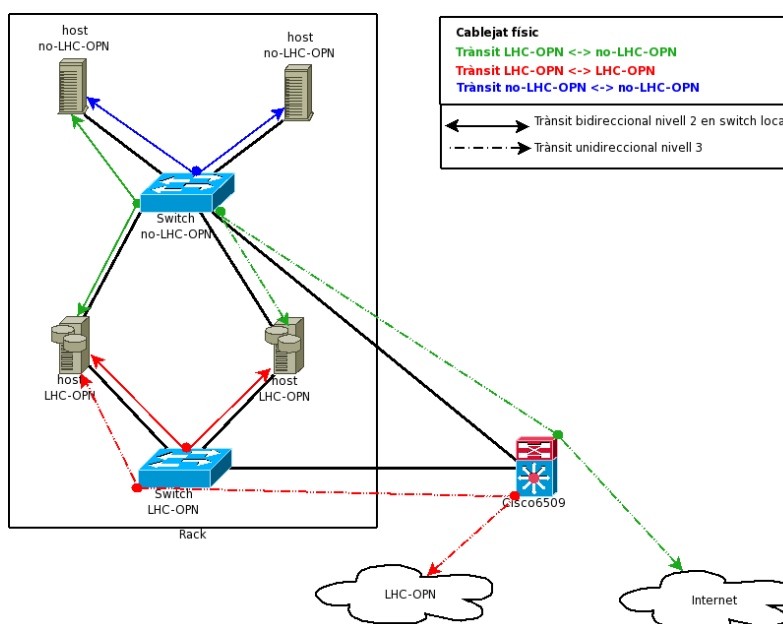 host
no-LHC-OPN
host
no-LHC-OPN
Cablejat físic
Trànsit LHC-OPN <-> no-LHC-OPN
Trànsit LHC-OPN <-> LHC-OPN
Trànsit no-LHC-OPN <-> no-LHC-OPN
Trànsit bidireccional nivell 2 en switch loca
Trànsit unidireccional nivell 3
Switch
no-LHC-OPN
host
LHC-OPN
host
LHC-OPN
Switch
LHC-OPN
Cisco6509
Rack
LHC-OPN
Internet